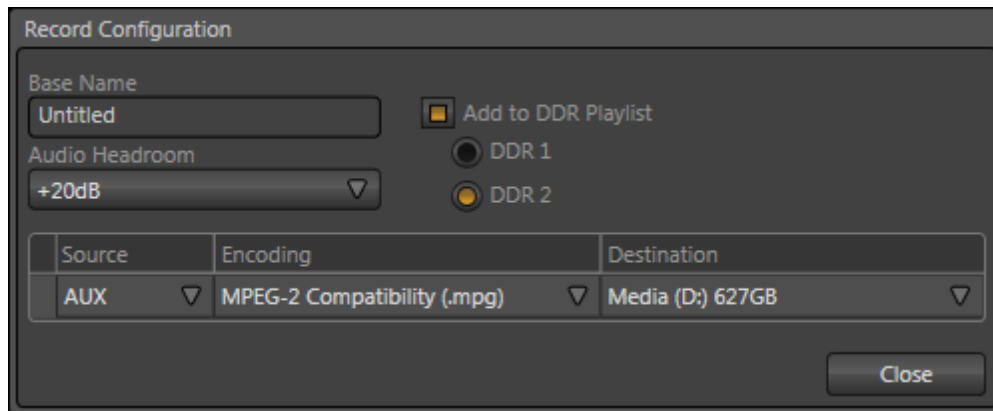 Record Configuration
Base Name
Untitled
Add to DDR Playlist
Audio Headroom
DDR 1
+20dB
DDR 2
Source Encoding Destination
AUX MPEG-2 Compatibility (.mpg) Media (D:) 627GB
Close